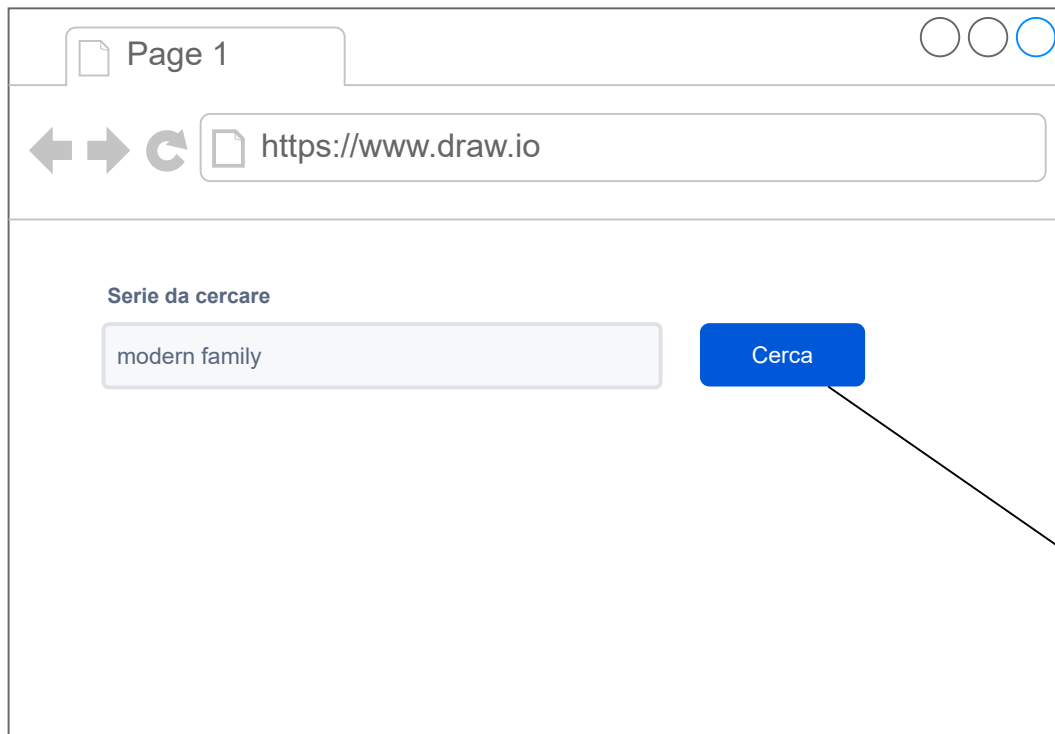 Page 1
https://www.draw.io
Serie da cercare
modern family
Cerca